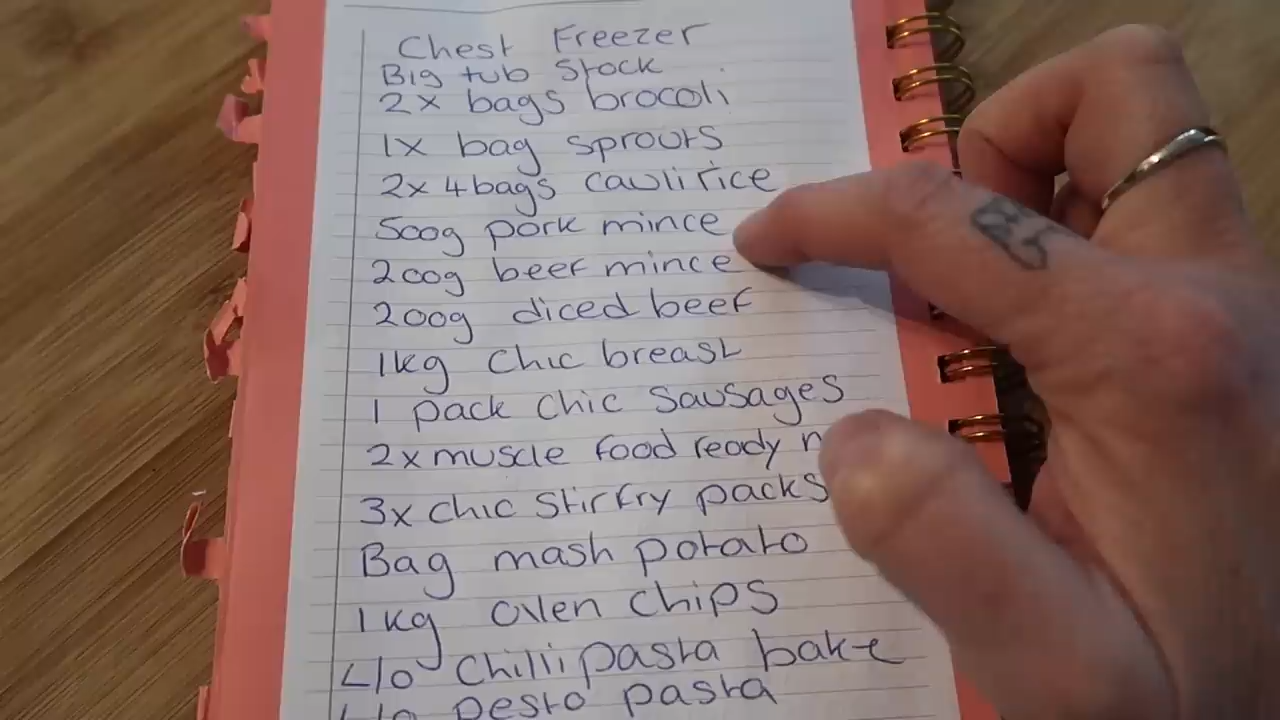 Chest Freezer
Big tub Stock
2x bags brocoli
1x bag sprouts
2x 4bags cauli rice
500g pork mince
200g beef mince
200g diced beef
1kg Chic breast
1 pack chic Sausages
2x muscle food ready
3x chic Stirfry packs
Bag mash potato
1kg oven chips
L/o Chilli pasta bake
L/o Pesto pasta